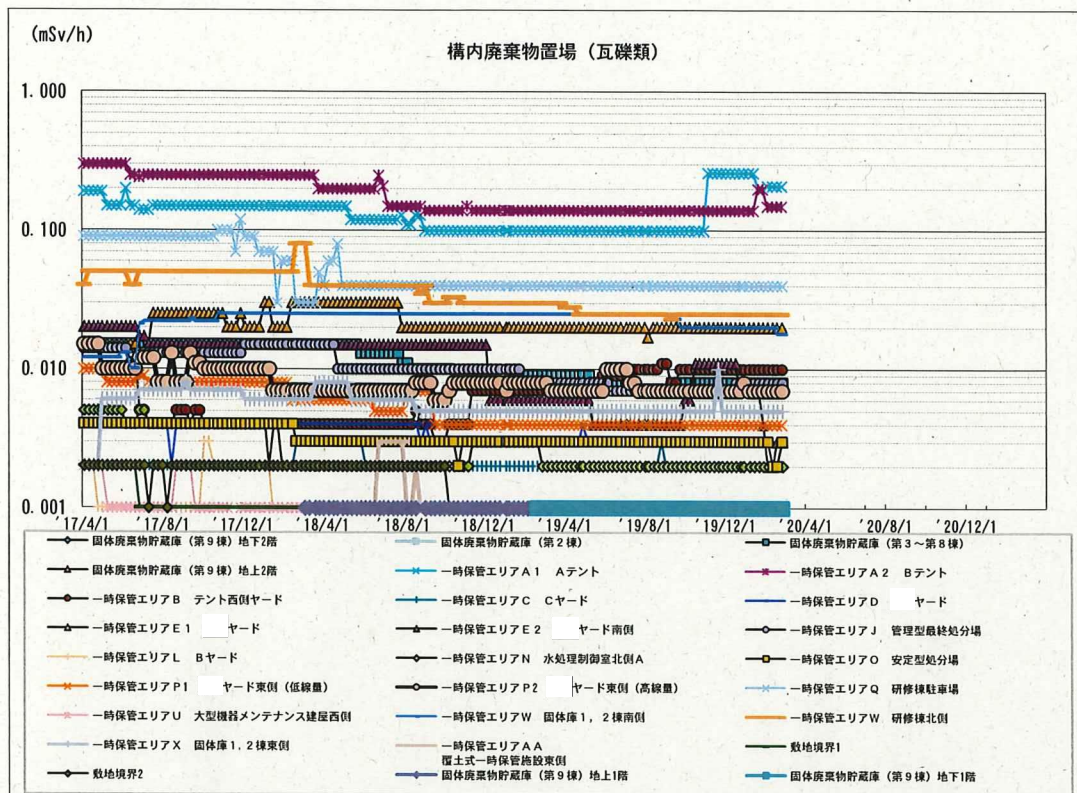 (mSv/h)
構内廃棄物置場（瓦礫類）
1.000
0.100
0.010
0.001
'17/4/1 '17/8/1 '17/12/1 '18/4/1 '18/8/1 '18/12/1 '19/4/1 '19/8/1 '19/12/1 '20/4/1 '20/8/1 '20/12/1
固体廃棄物貯蔵庫（第9棟）地下2階 固体廃棄物貯蔵庫（第2棟） 固体廃棄物貯蔵庫（第3～第8棟）
固体廃棄物貯蔵庫（第9棟）地上2階 一時保管エリアA1 Aテント 一時保管エリアA2 Bテント
一時保管エリアB テント西側ヤード 一時保管エリアC Cヤード 一時保管エリアD ヤード
一時保管エリアE1 ヤード 一時保管エリアE2 ヤード南側 一時保管エリアJ 管理型最終処分場
一時保管エリアL Bヤード 一時保管エリアN 水処理制御室北側A 一時保管エリアO 安定型処分場
一時保管エリアP1 ヤード東側（低線量） 一時保管エリアP2 ヤード東側（高線量） 一時保管エリアQ 研修棟駐車場
一時保管エリアU 大型機器メンテナンス建屋西側 一時保管エリアW 固体庫1，2棟南側 一時保管エリアW 研修棟北側
一時保管エリアX 固体庫1，2棟東側 一時保管エリアAA 敷地境界1
覆土式一時保管施設東側
敷地境界2 固体廃棄物貯蔵庫（第9棟）地上1階 固体廃棄物貯蔵庫（第9棟）地下1階